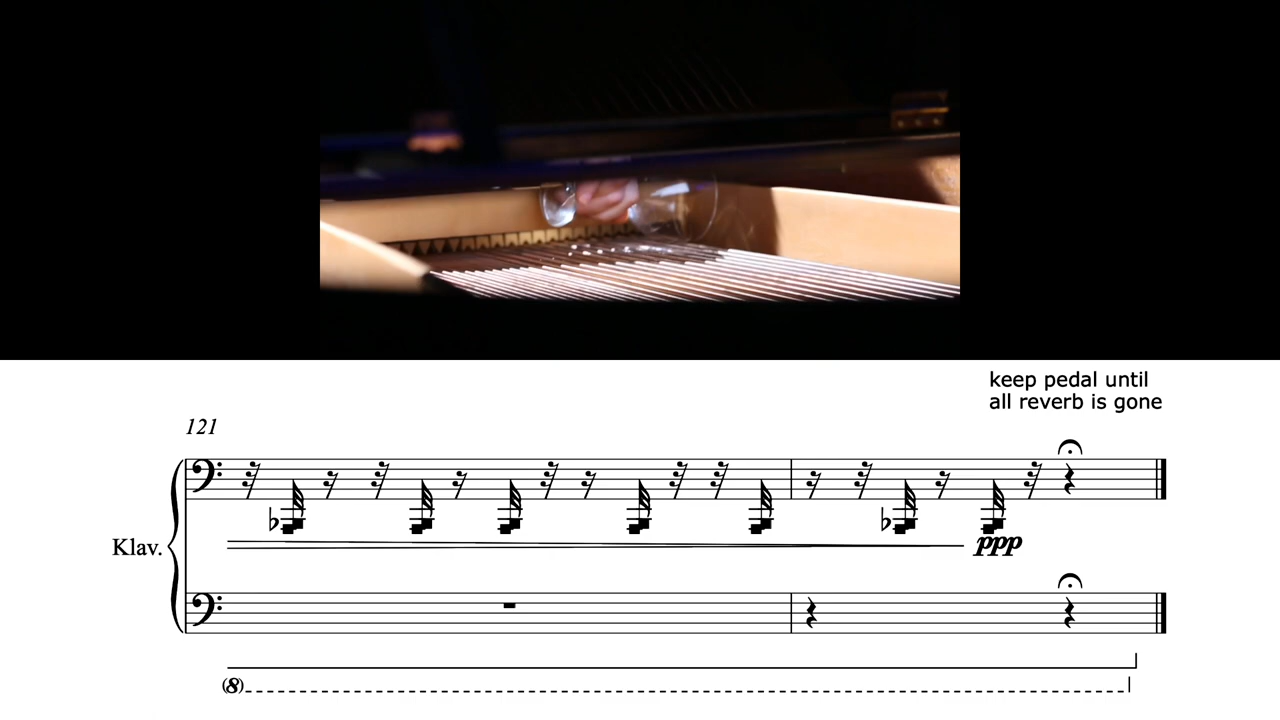 keep pedal until
all reverb is gone
121
Klav.
ppp
(8)